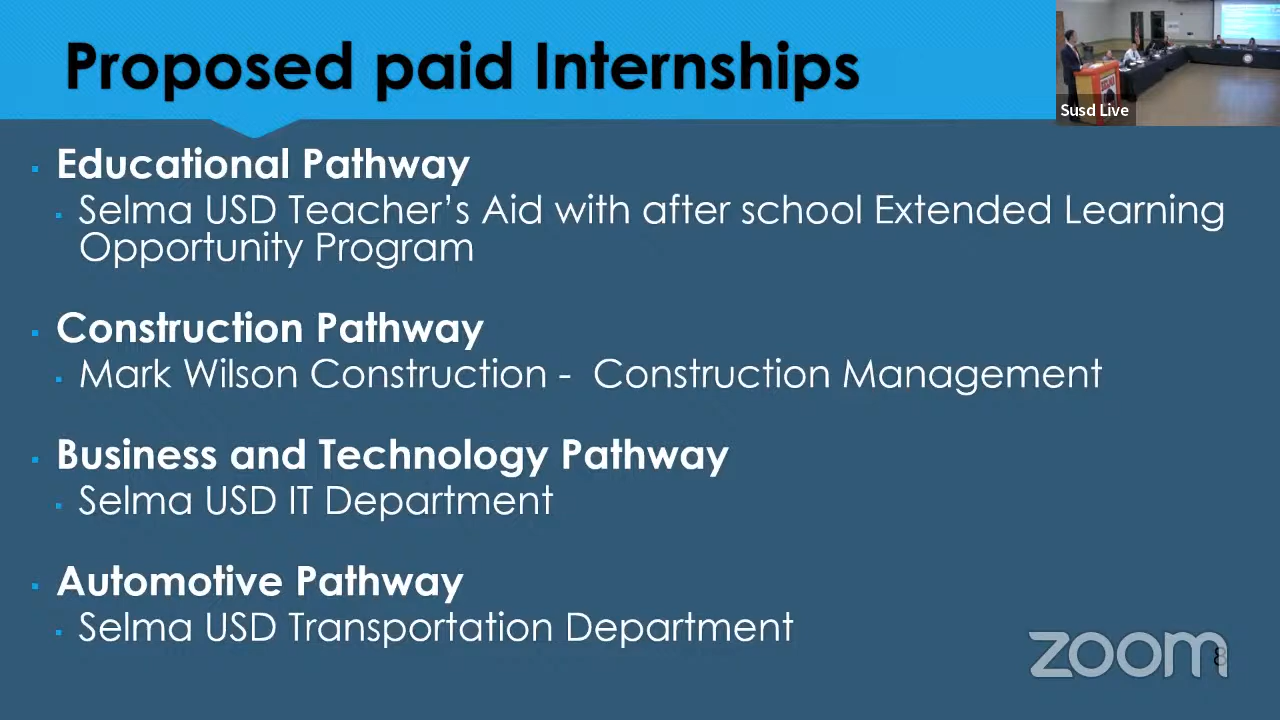 Proposed paid Internships
Susd Live
Educational Pathway
Selma USD Teacher’s Aid with after school Extended Learning
Opportunity Program
Construction Pathway
Mark Wilson Construction -  Construction Management
Business and Technology Pathway
Selma USD IT Department
Automotive Pathway
Selma USD Transportation Department
zoom
8